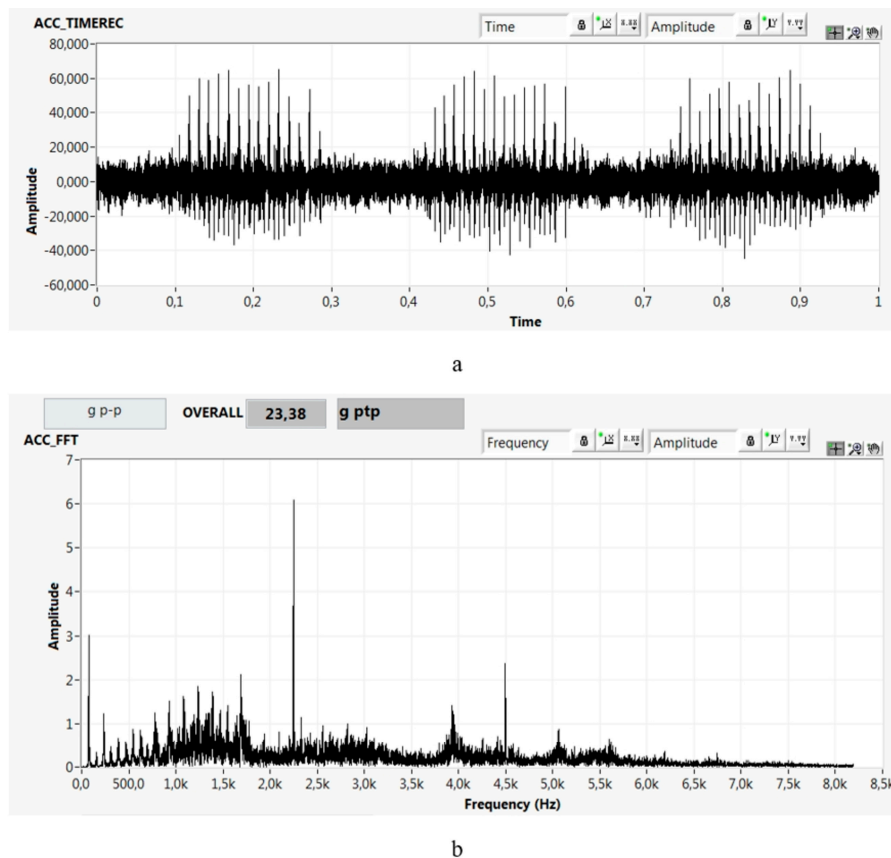 ACC_TIMEREC Time Amplitude
80,000
60,000
40,000
20,000
0,000
-20,000
-40,000
-60,000
Amplitude
0 0,1 0,2 0,3 0,4 0,5 0,6 0,7 0,8 0,9 1
Time
a
g p-p OVERALL 23,38 g ptp
ACC_FFT Frequency Amplitude
7
6
5
4
3
2
1
0
Amplitude
0,0 500,0 1,0k 1,5k 2,0k 2,5k 3,0k 3,5k 4,0k 4,5k 5,0k 5,5k 6,0k 6,5k 7,0k 7,5k 8,0k 8,5k
Frequency (Hz)
b